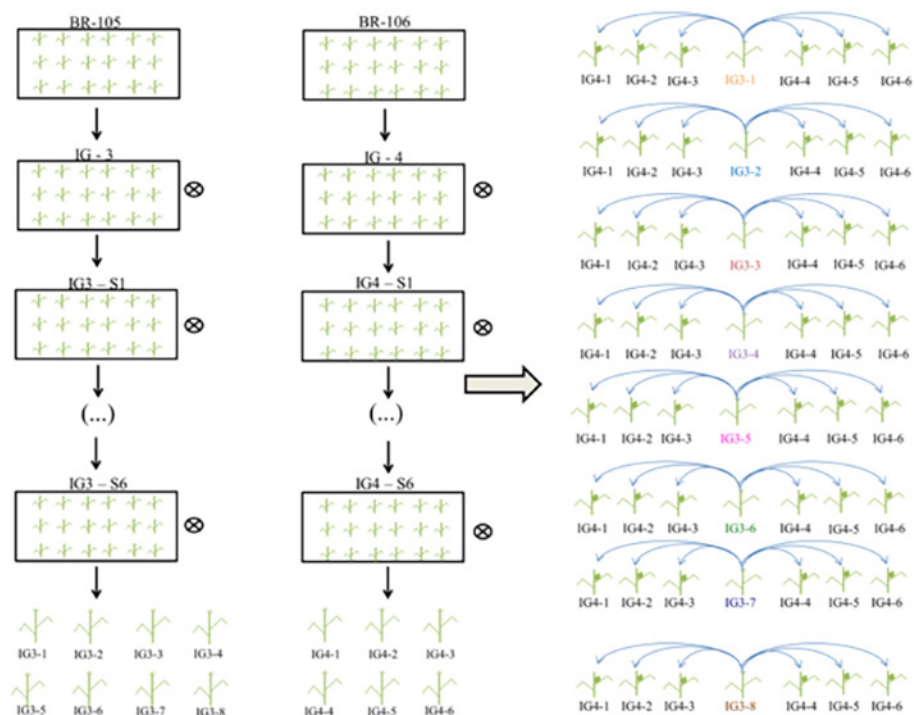 BR-105
IG - 3
IG3 – S1
(...)
IG3 – S6
IG3-1 IG3-2 IG3-3 IG3-4
IG3-5 IG3-6 IG3-7 IG3-8
BR-106
IG - 4
IG4 – S1
(...)
IG4 – S6
IG4-1 IG4-2 IG4-3
IG4-4 IG4-5 IG4-6
IG4-1 IG4-2 IG4-3 IG3-1 IG4-4 IG4-5 IG4-6
IG4-1 IG4-2 IG4-3 IG3-2 IG4-4 IG4-5 IG4-6
IG4-1 IG4-2 IG4-3 IG3-3 IG4-4 IG4-5 IG4-6
IG4-1 IG4-2 IG4-3 IG3-4 IG4-4 IG4-5 IG4-6
IG4-1 IG4-2 IG4-3 IG3-5 IG4-4 IG4-5 IG4-6
IG4-1 IG4-2 IG4-3 IG3-6 IG4-4 IG4-5 IG4-6
IG4-1 IG4-2 IG4-3 IG3-7 IG4-4 IG4-5 IG4-6
IG4-1 IG4-2 IG4-3 IG3-8 IG4-4 IG4-5 IG4-6